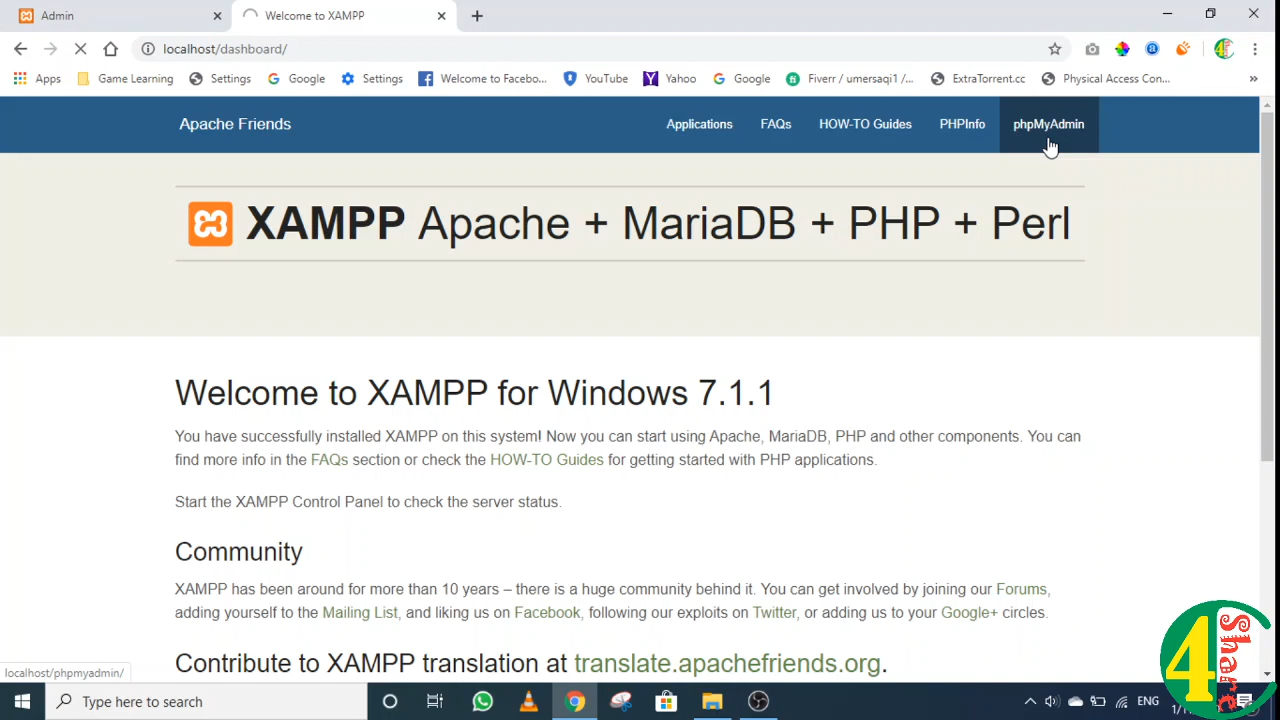 Admin
Welcome to XAMPP
localhost/dashboard/
Apps
Game Learning
Settings
Google
Settings
Welcome to Facebo...
YouTube
Yahoo
Google
Fiverr / umersaqi1 /...
ExtraTorrent.cc
Physical Access Con...
Apache Friends
Applications
FAQs
HOW-TO Guides
PHPInfo
phpMyAdmin
XAMPP Apache + MariaDB + PHP + Perl
Welcome to XAMPP for Windows 7.1.1
You have successfully installed XAMPP on this system! Now you can start using Apache, MariaDB, PHP and other components. You can
find more info in the FAQs section or check the HOW-TO Guides for getting started with PHP applications.
Start the XAMPP Control Panel to check the server status.
Community
XAMPP has been around for more than 10 years – there is a huge community behind it. You can get involved by joining our Forums,
adding yourself to the Mailing List, and liking us on Facebook, following our exploits on Twitter, or adding us to your Google+ circles.
Contribute to XAMPP translation at translate.apachefriends.org.
localhost/phpmyadmin/
Type here to search
ENG
4 Share